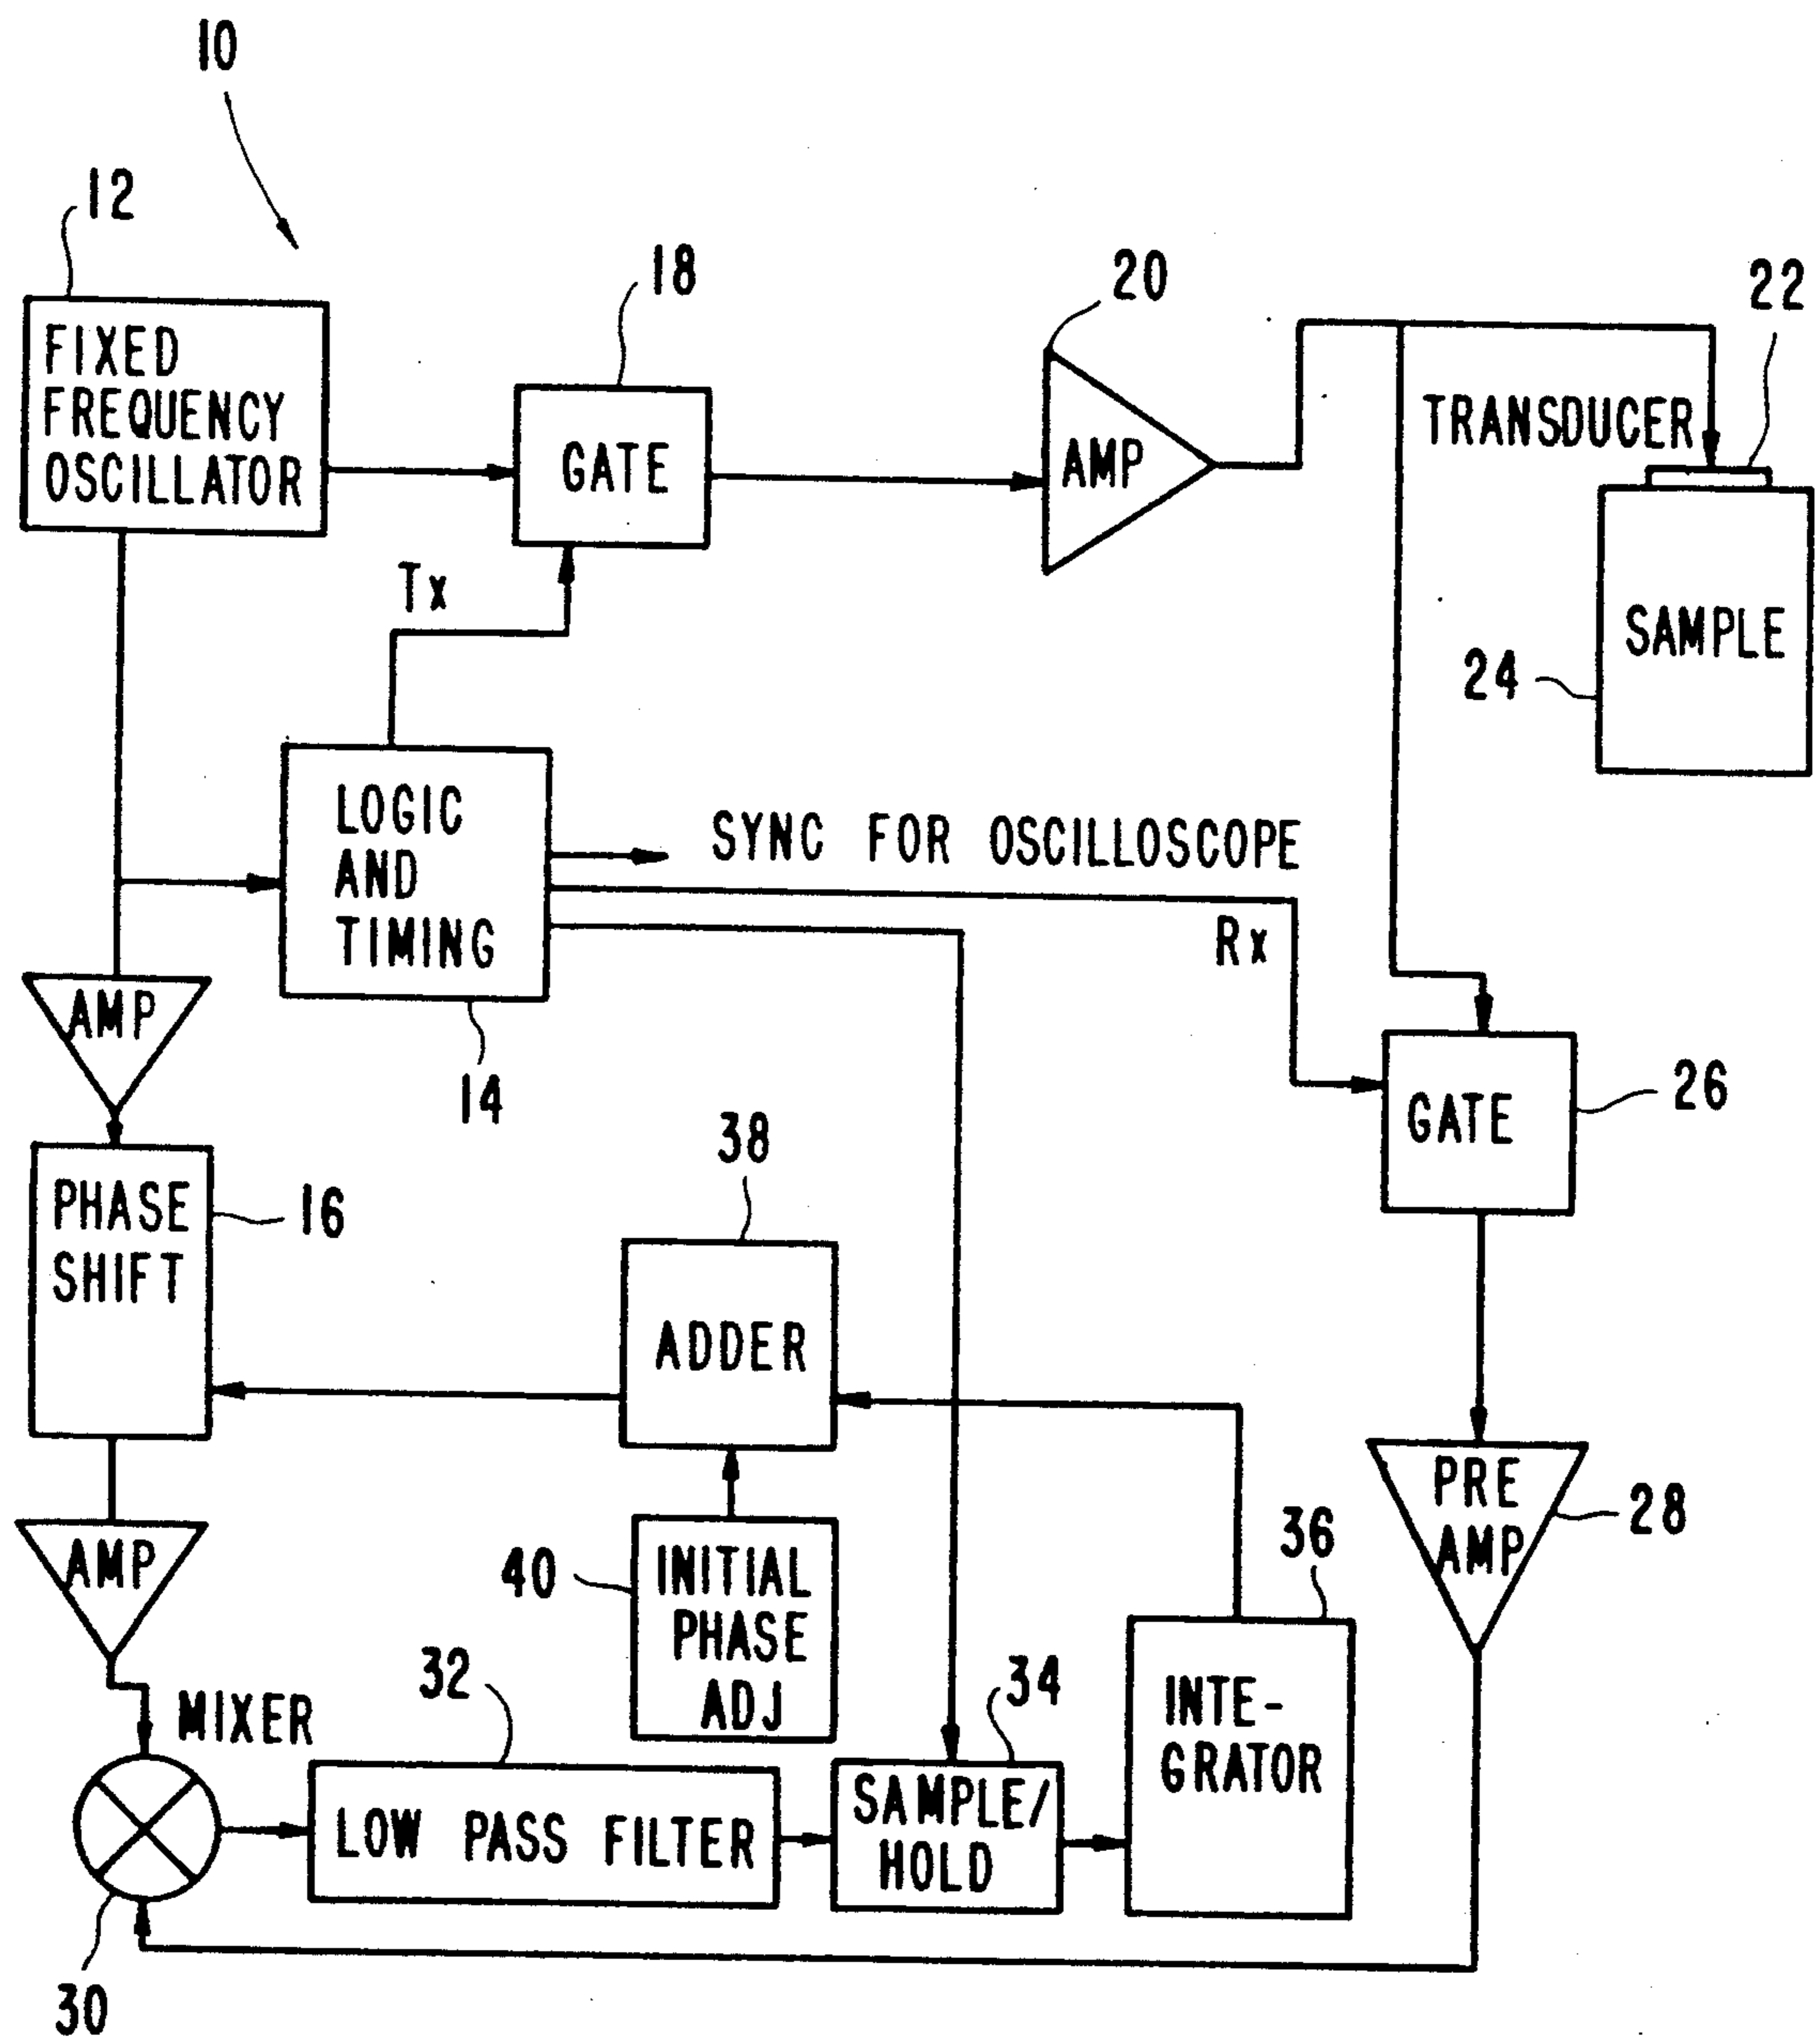 10
12
18
20
22
FIXED
FREQUENCY
OSCILLATOR
GATE
AMP
TRANSDUCER
Tx
SAMPLE
24
LOGIC
AND
TIMING
SYNC FOR OSCILLOSCOPE
Rx
AMP
14
GATE
26
38
PHASE
SHIFT
16
ADDER
PRE
AMP
28
36
AMP
40
INITIAL
PHASE
ADJ
32
34
MIXER
INTE-
GRATOR
LOW PASS FILTER
SAMPLE/
HOLD
30